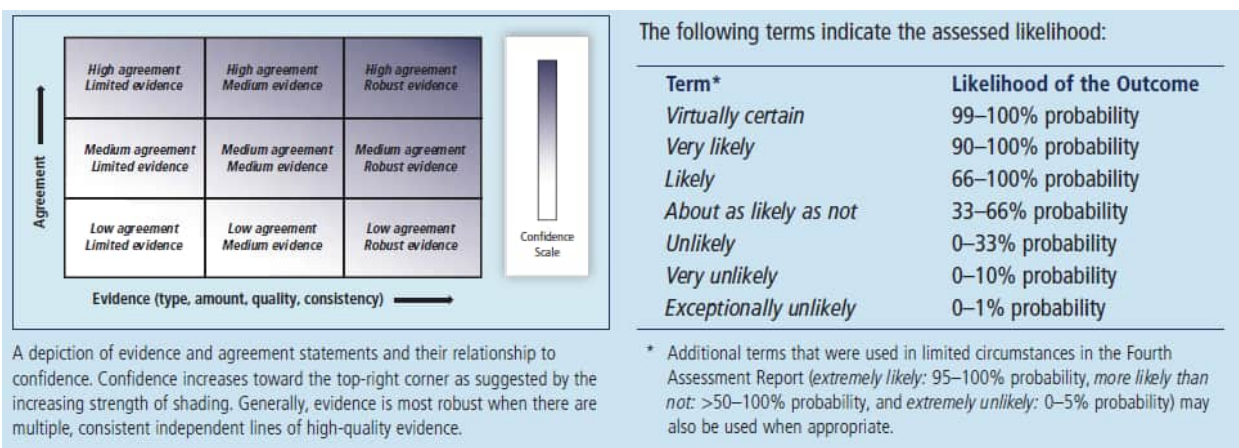 High agreement
Limited evidence
High agreement
Medium evidence
High agreement
Robust evidence
Medium agreement
Limited evidence
Medium agreement
Medium evidence
Medium agreement
Robust evidence
Low agreement
Limited evidence
Low agreement
Medium evidence
Low agreement
Robust evidence
Agreement
Evidence (type, amount, quality, consistency)
Confidence
Scale
A depiction of evidence and agreement statements and their relationship to
confidence. Confidence increases toward the top-right corner as suggested by the
increasing strength of shading. Generally, evidence is most robust when there are
multiple, consistent independent lines of high-quality evidence.
The following terms indicate the assessed likelihood:
Term* Likelihood of the Outcome
Virtually certain 99–100% probability
Very likely 90–100% probability
Likely 66–100% probability
About as likely as not 33–66% probability
Unlikely 0–33% probability
Very unlikely 0–10% probability
Exceptionally unlikely 0–1% probability
* Additional terms that were used in limited circumstances in the Fourth
Assessment Report (extremely likely: 95–100% probability, more likely than
not: >50–100% probability, and extremely unlikely: 0–5% probability) may
also be used when appropriate.